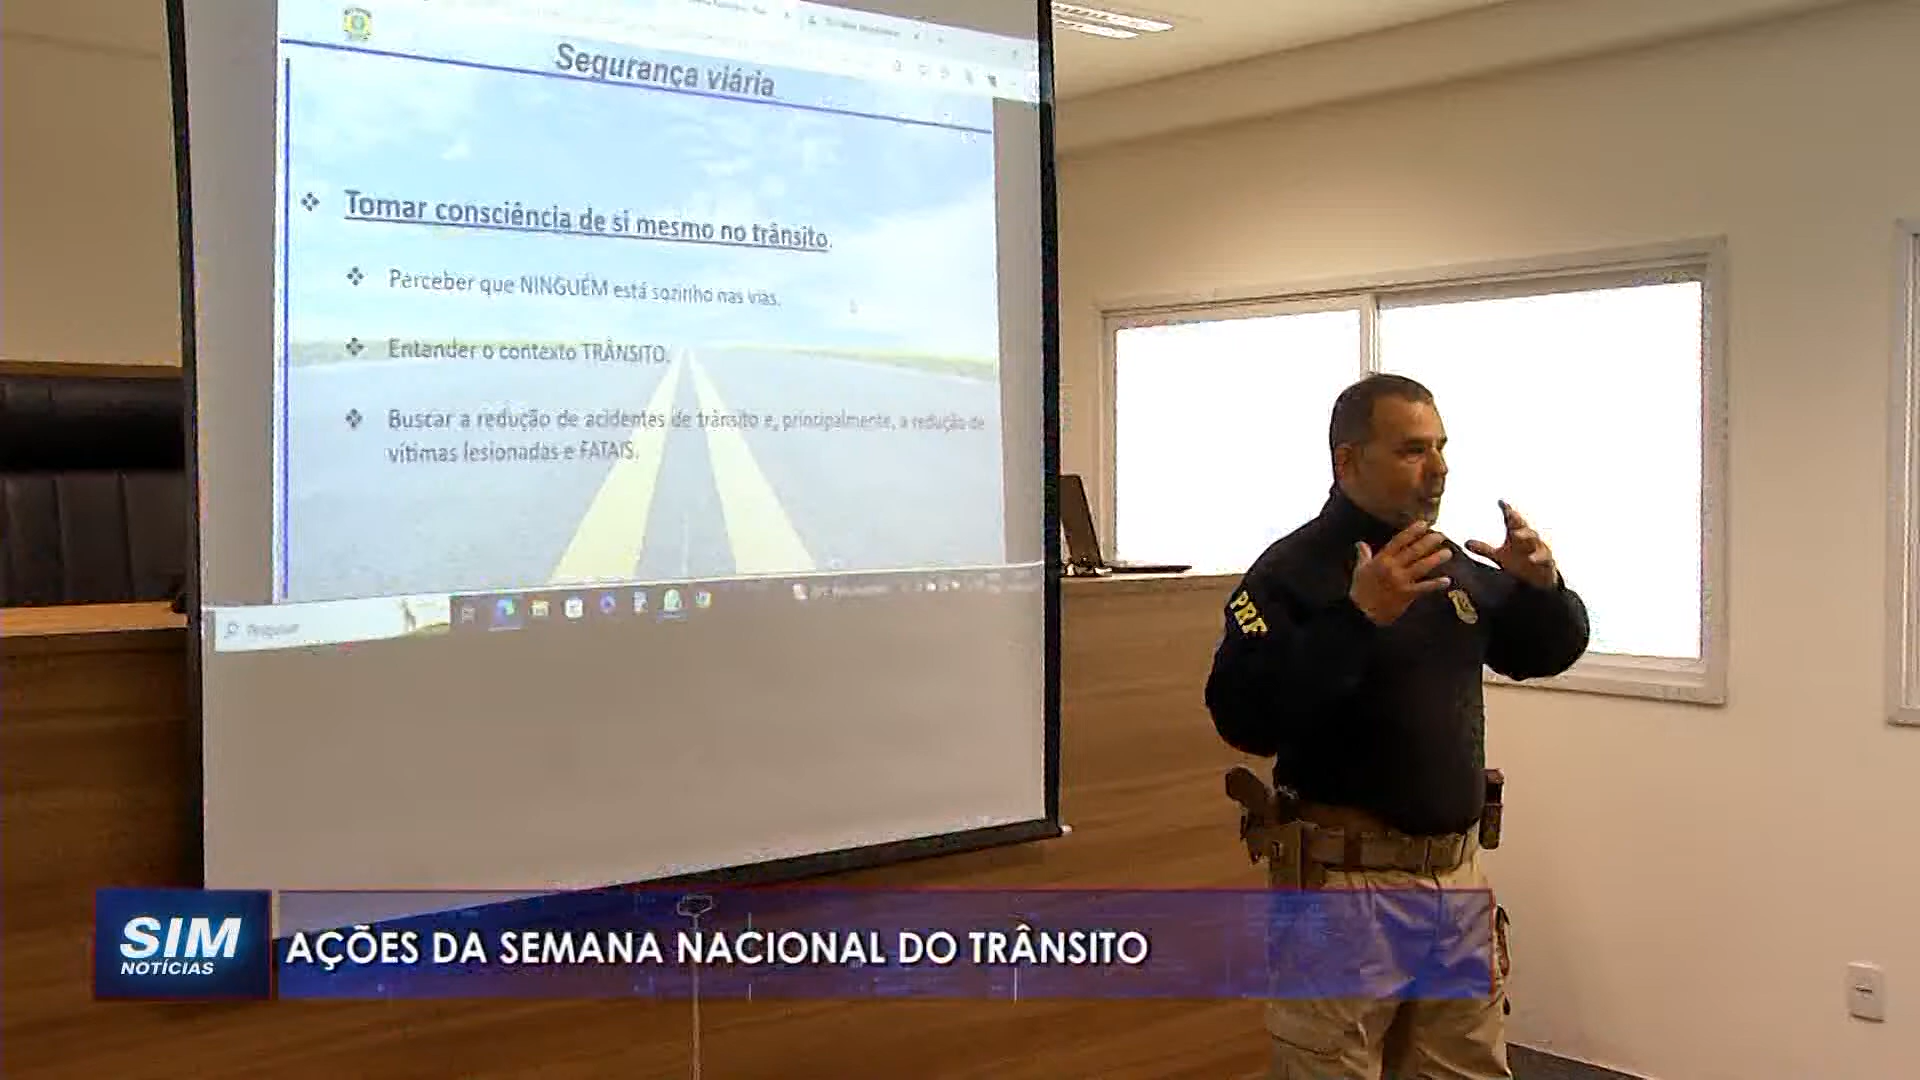 Segurança viária
Tomar consciência de si mesmo no trânsito.
Perceber que NINGUÉM está sozinho nas vias.
Entender o contexto TRÂNSITO.
Buscar a redução de acidentes de trânsito e, principalmente, a redução de
vítimas lesionadas e FATAIS.
Pesquisar
PRF
SIM
NOTÍCIAS
AÇÕES DA SEMANA NACIONAL DO TRÂNSITO